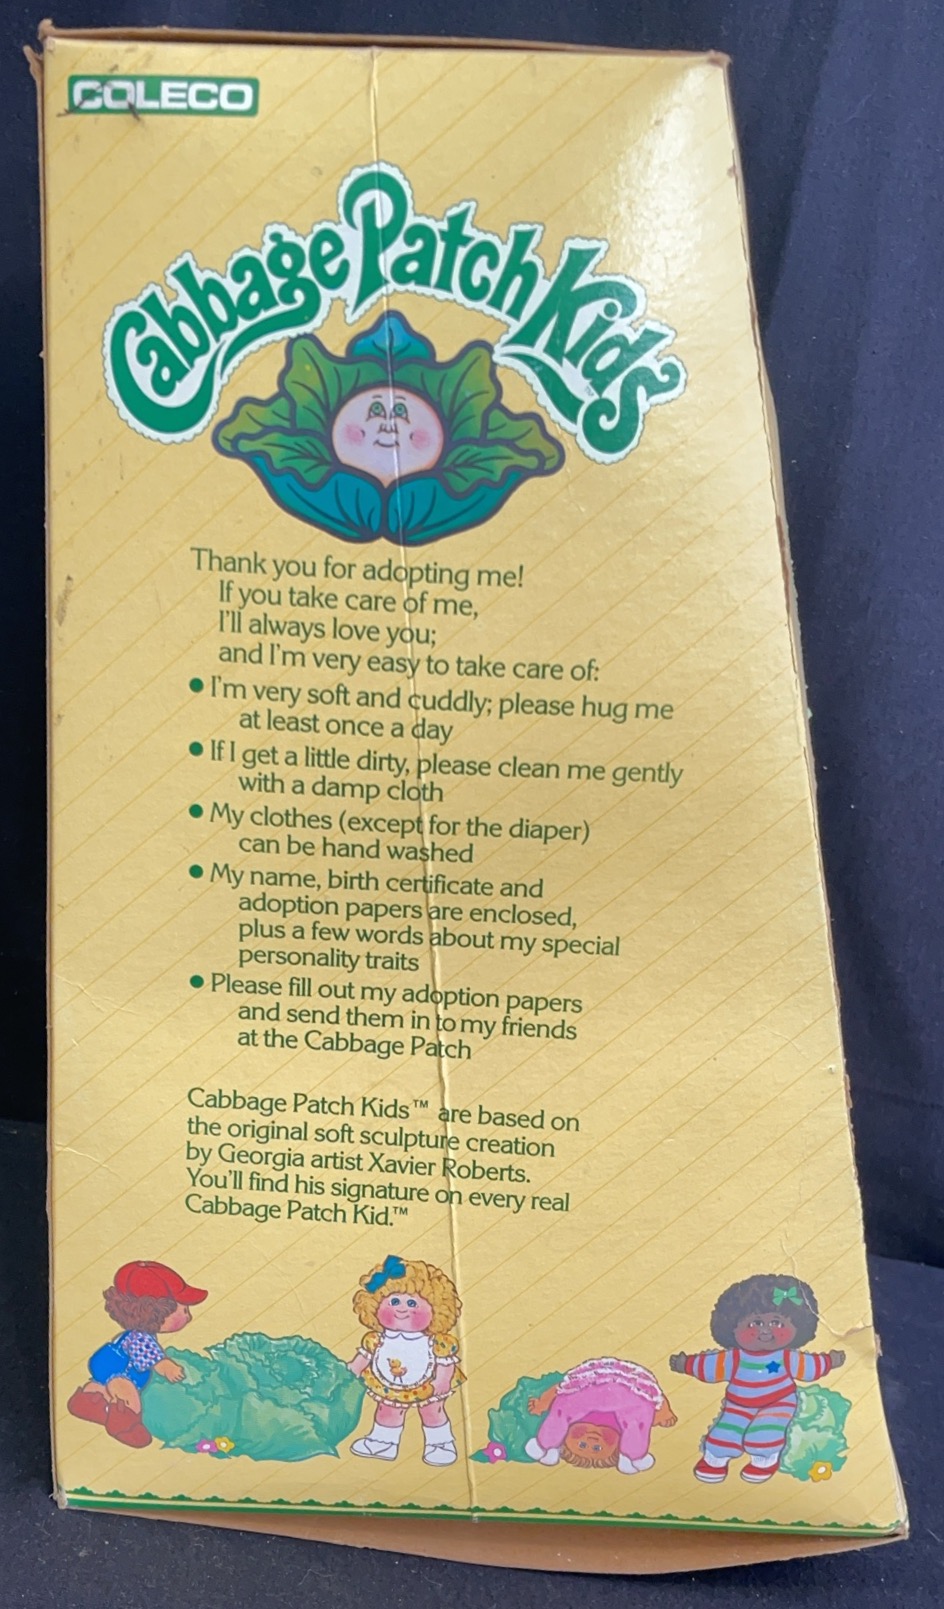 COLECO
Cabbage Patch Kids
Thank you for adopting me!
If you take care of me,
I'll always love you;
and I'm very easy to take care of:
• I'm very soft and cuddly; please hug me
at least once a day
• If I get a little dirty, please clean me gently
with a damp cloth
• My clothes (except for the diaper)
can be hand washed
• My name, birth certificate and
adoption papers are enclosed,
plus a few words about my special
personality traits
• Please fill out my adoption papers
and send them in to my friends
at the Cabbage Patch
Cabbage Patch Kids™ are based on
the original soft sculpture creation
by Georgia artist Xavier Roberts.
You'll find his signature on every real
Cabbage Patch Kid.™